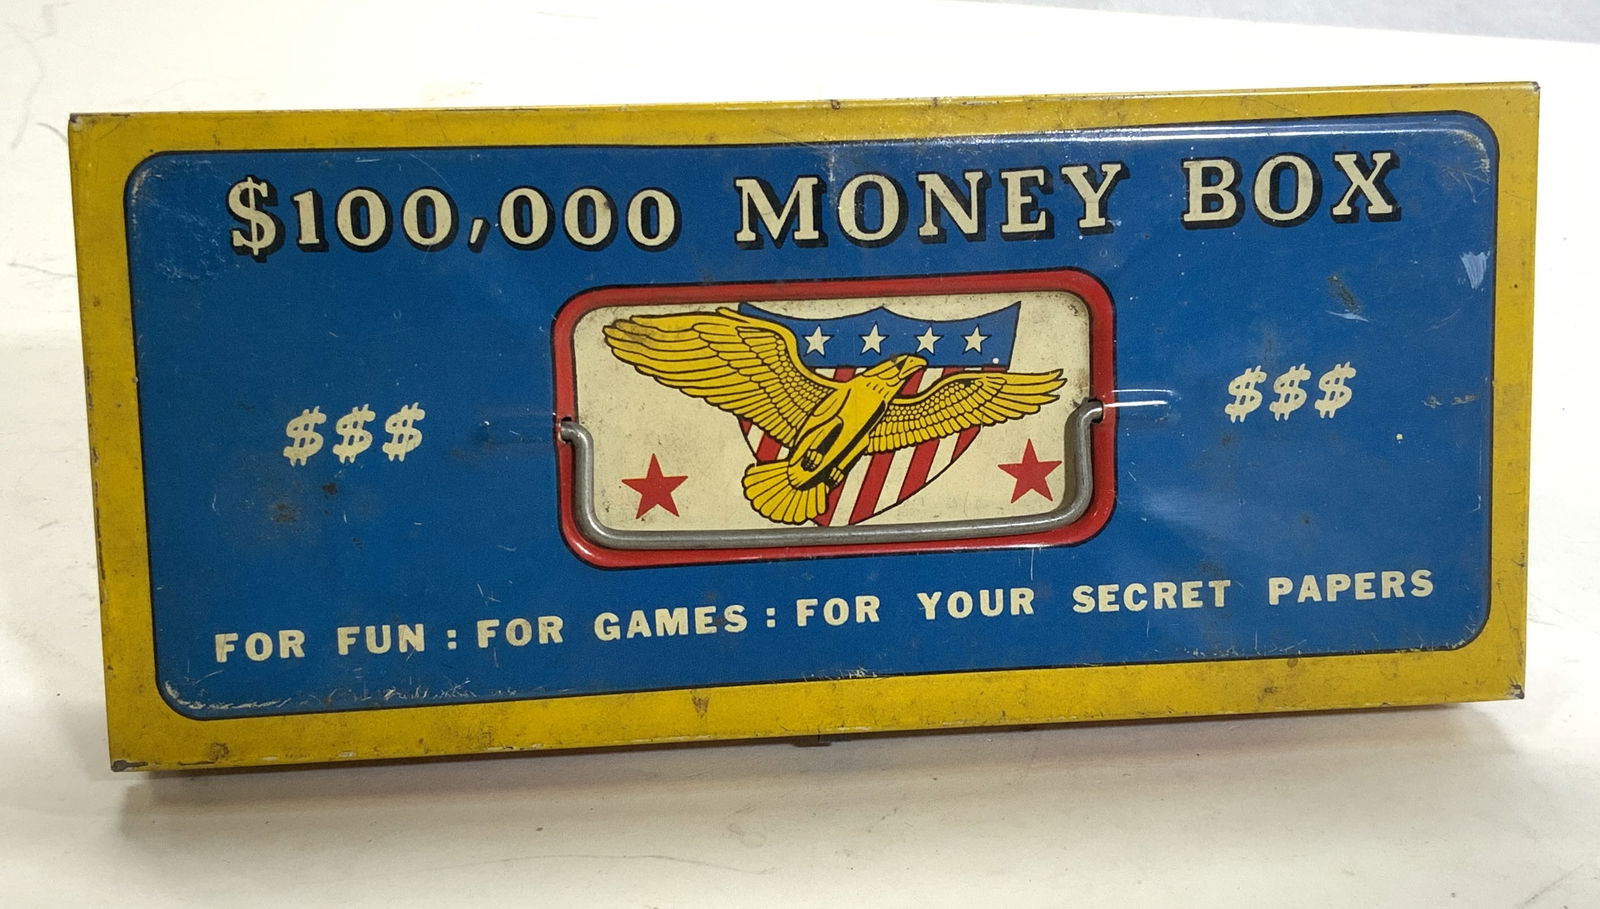 $100,000 MONEY BOX
$$$ $$$
FOR FUN : FOR GAMES : FOR YOUR SECRET PAPERS